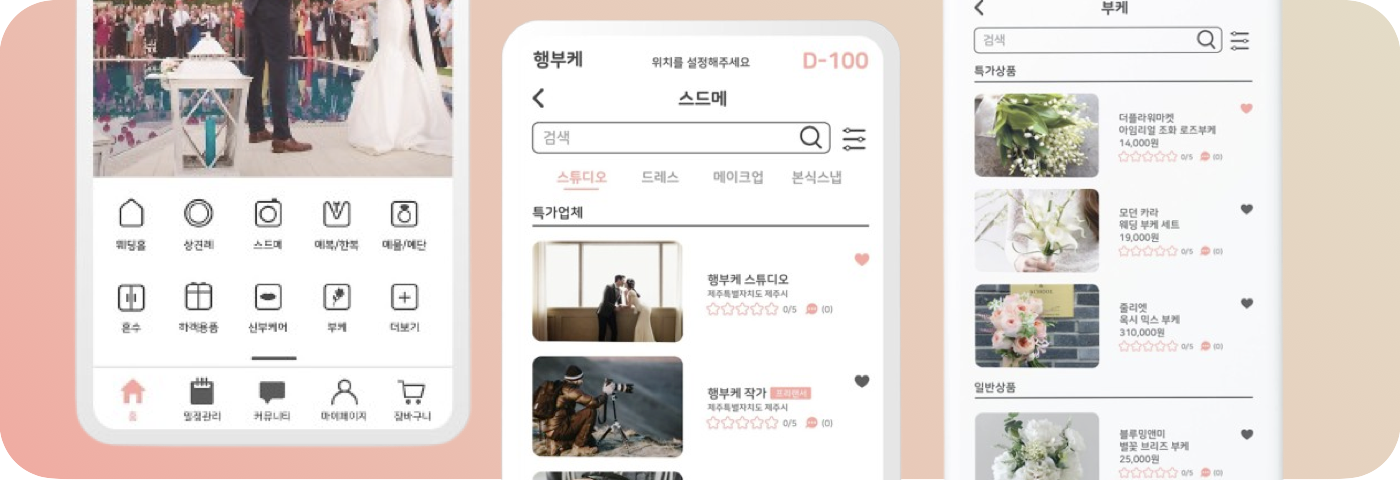 웨딩홀
상견례
스드메
예복/한복
예물/예단
혼수
하객용품
신부케어
부케
더보기
홈
일정관리
커뮤니티
마이페이지
장바구니
행부케
위치를 설정해주세요
D-100
스드메
검색
스튜디오
드레스
메이크업
본식스냅
특가업체
행부케 스튜디오
제주특별자치도 제주시
0/5
(0)
행부케 작가
프리랜서
제주특별자치도 제주시
0/5
(0)
부케
검색
특가상품
더플라워마켓
아임리얼 조화 로즈부케
14,000원
0/5
(0)
모던 카라
웨딩 부케 세트
19,000원
0/5
(0)
줄리엣
옥시 믹스 부케
310,000원
0/5
(0)
일반상품
블루밍앤미
별꽃 브리즈 부케
25,000원
0/5
(0)